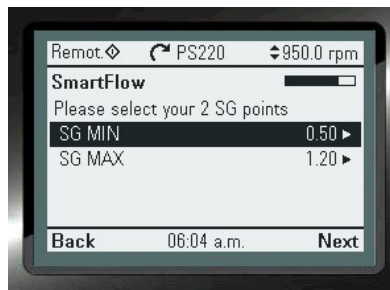 Remot. PS220 950.0 rpm
SmartFlow
Please select your 2 SG points
SG MIN 0.50
SG MAX 1.20
Back 06:04 a.m. Next